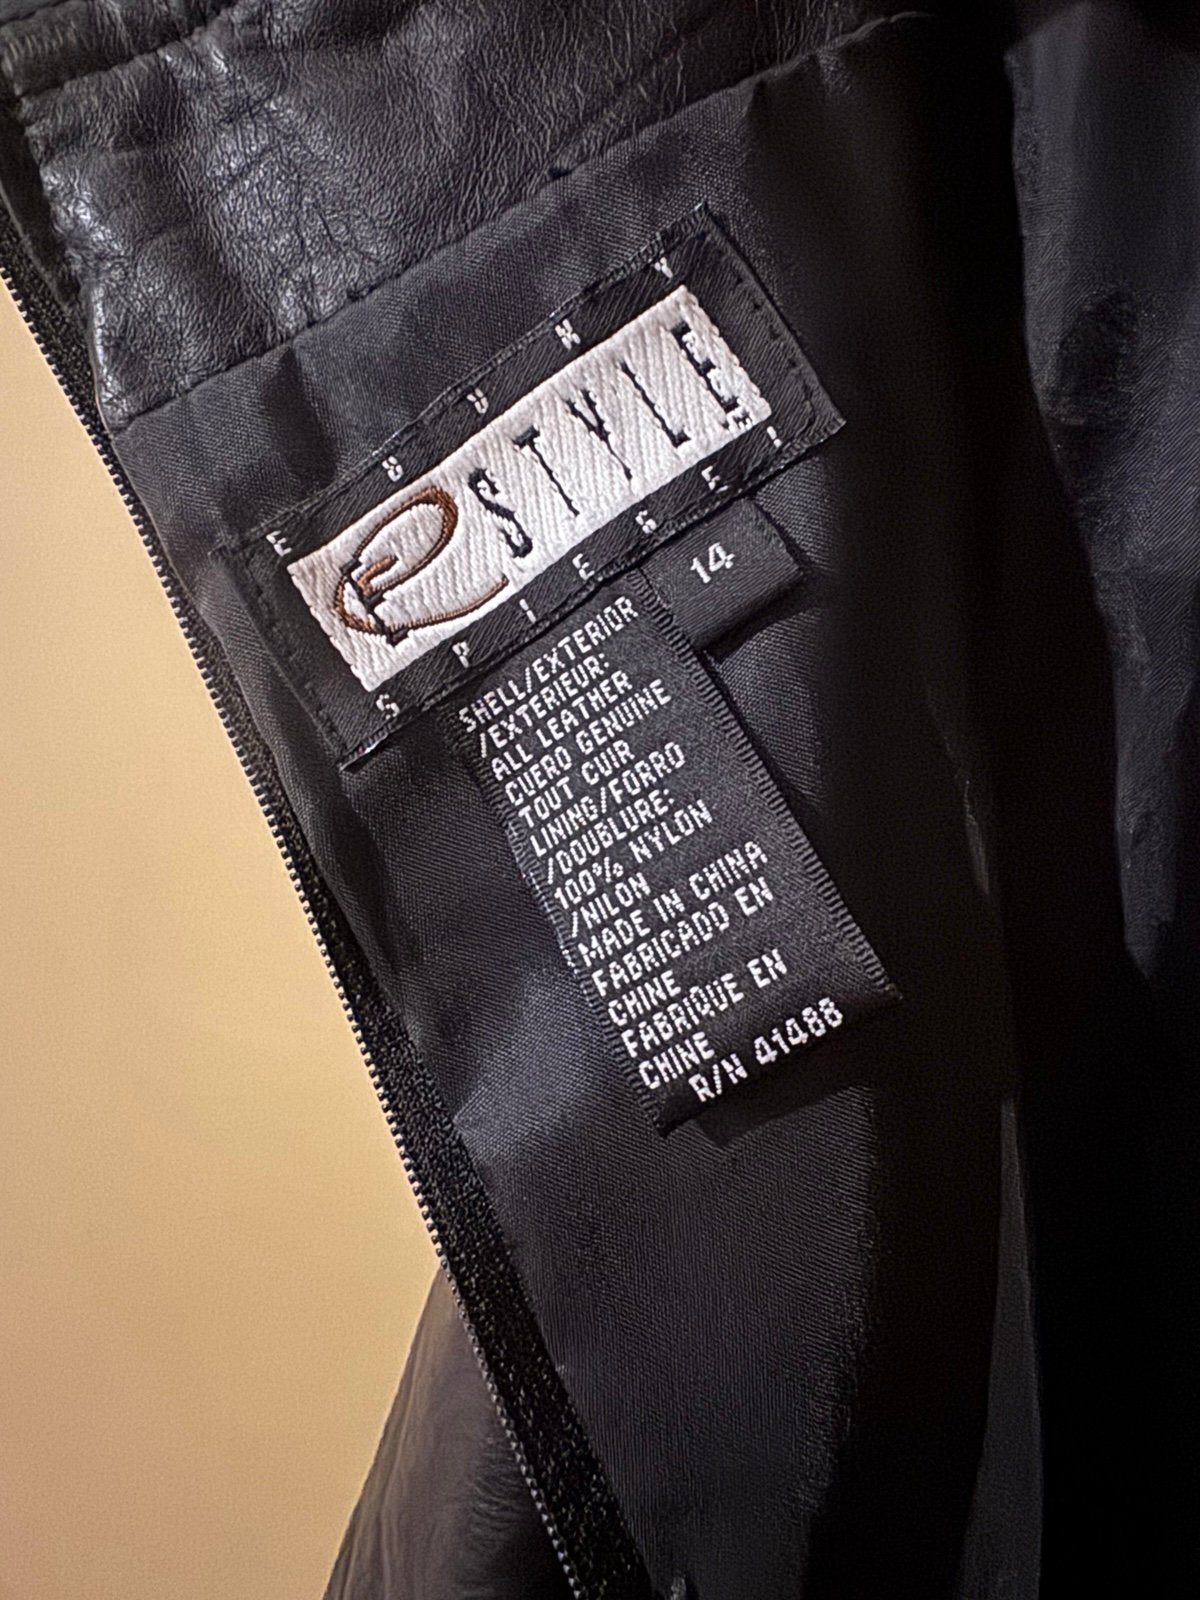 E B O N Y
E STYLE
S P I E G E L
14
SHELL/EXTERIOR
/EXTERIEUR:
ALL LEATHER
CUERO GENUINE
TOUT CUIR
LINING/FORRO
/DOUBLURE:
100% NYLON
/NILON
MADE IN CHINA
FABRICADO EN
CHINE
FABRIQUE EN
CHINE
R/N 41488